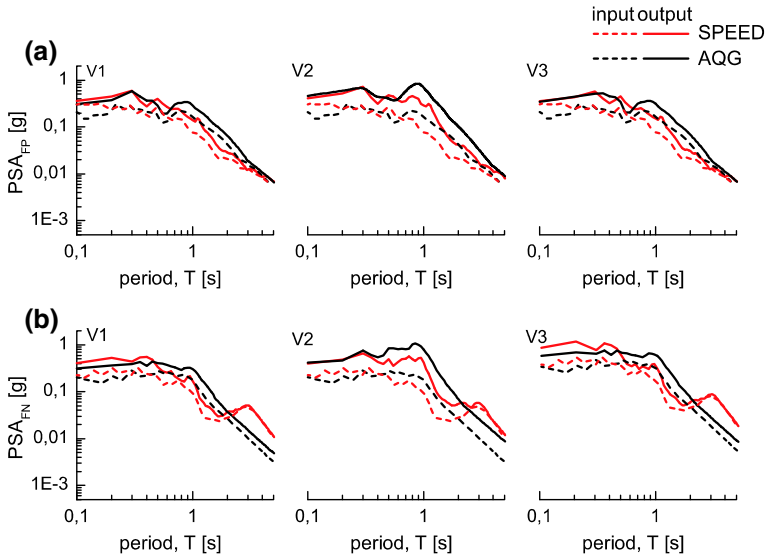 input output
SPEED
AQG
(a)
V1
V2
V3
PSA_FP [g]
1
0,1
0,01
1E-3
0,1 1
0,1 1
0,1 1
period, T [s]
period, T [s]
period, T [s]
(b)
V1
V2
V3
PSA_FN [g]
1
0,1
0,01
1E-3
0,1 1
0,1 1
0,1 1
period, T [s]
period, T [s]
period, T [s]